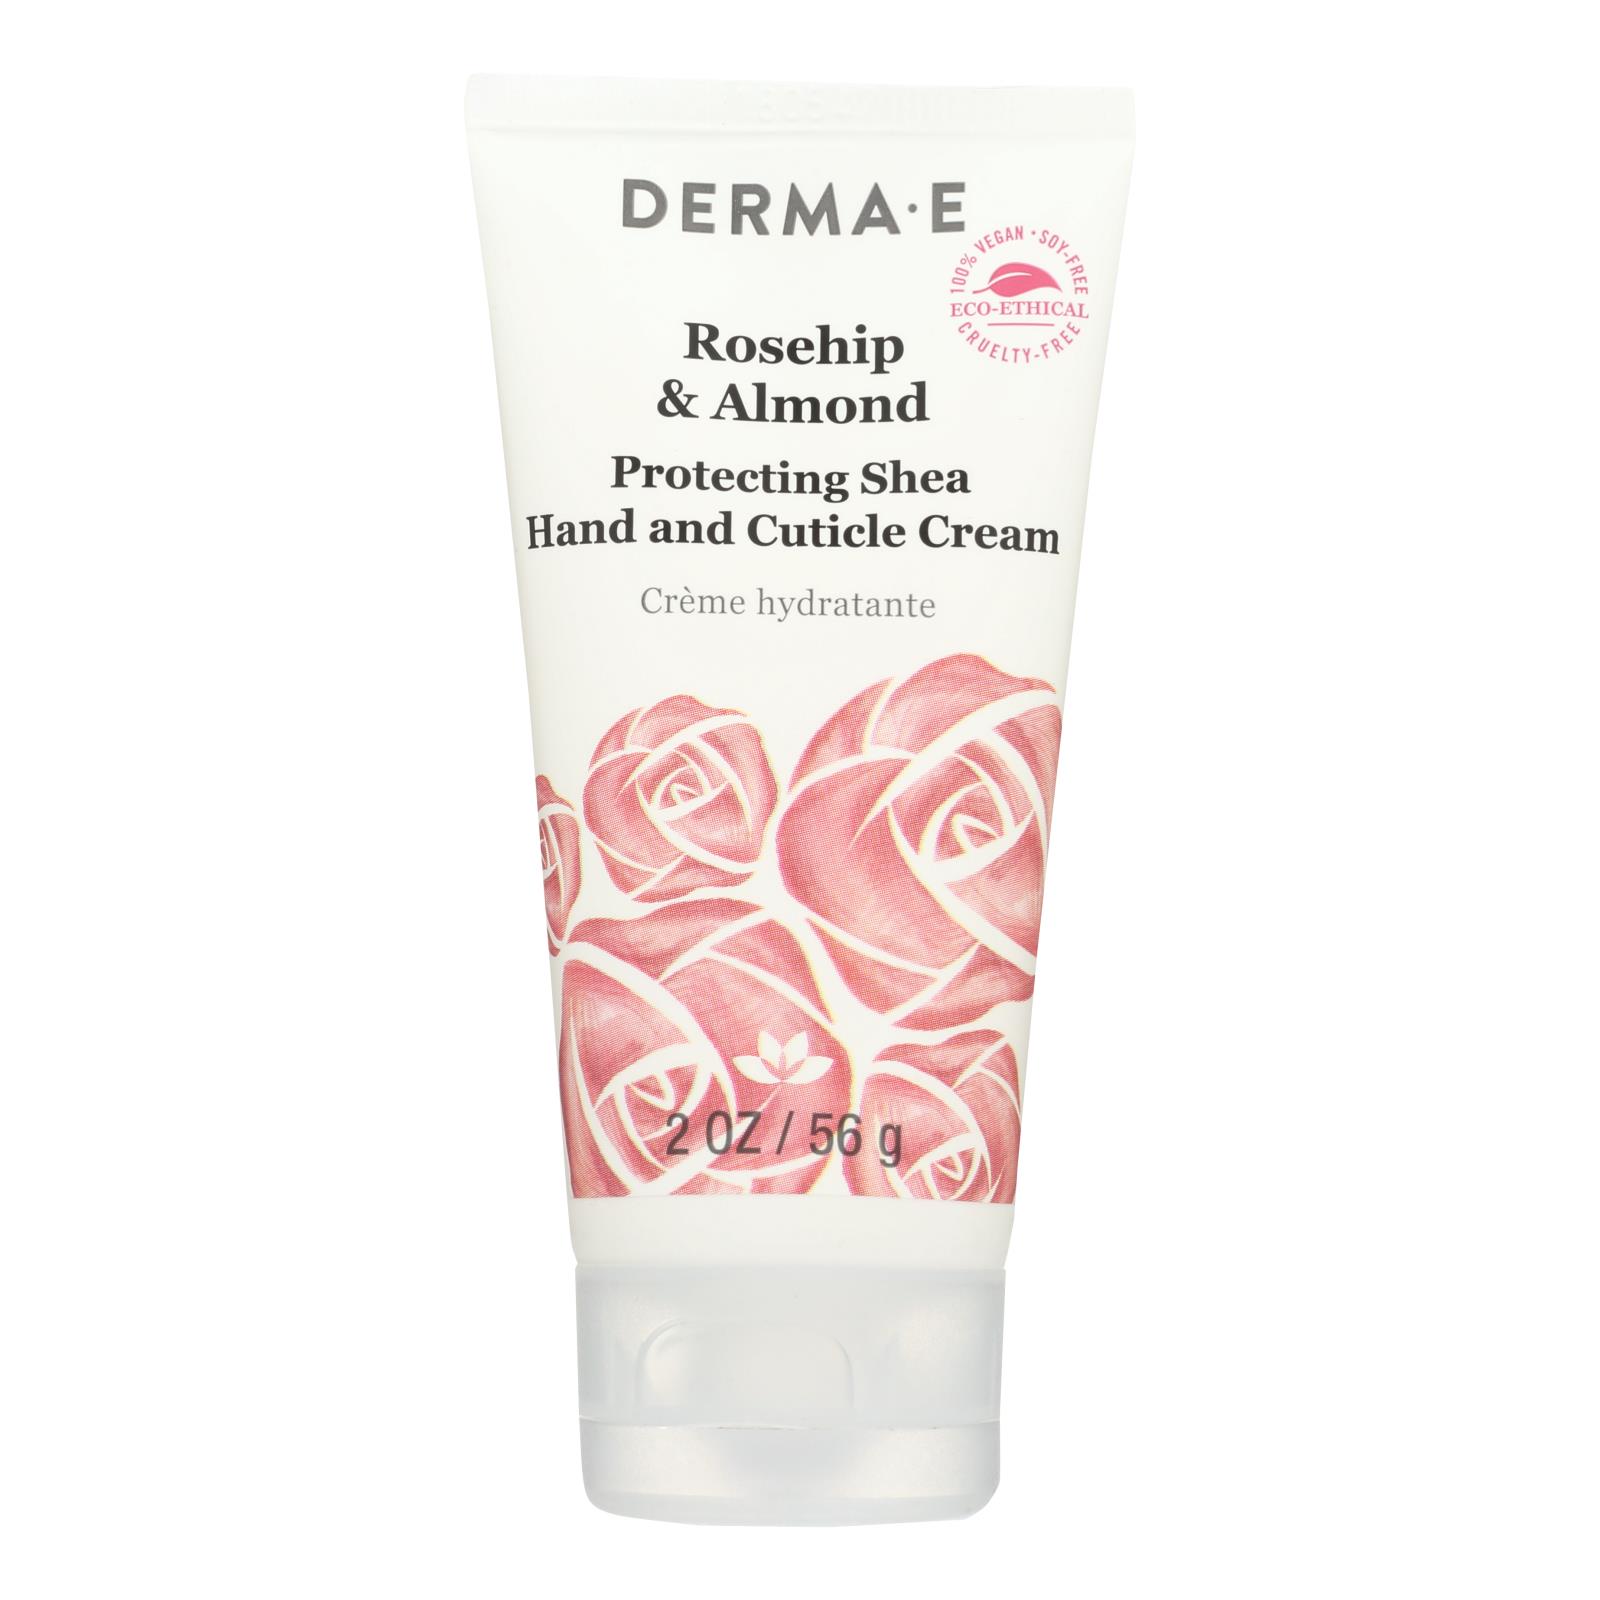 DERMA·E
100% VEGAN · SOY-FREE
ECO-ETHICAL
CRUELTY-FREE
Rosehip
& Almond
Protecting Shea
Hand and Cuticle Cream
Crème hydratante
2 OZ / 56 g